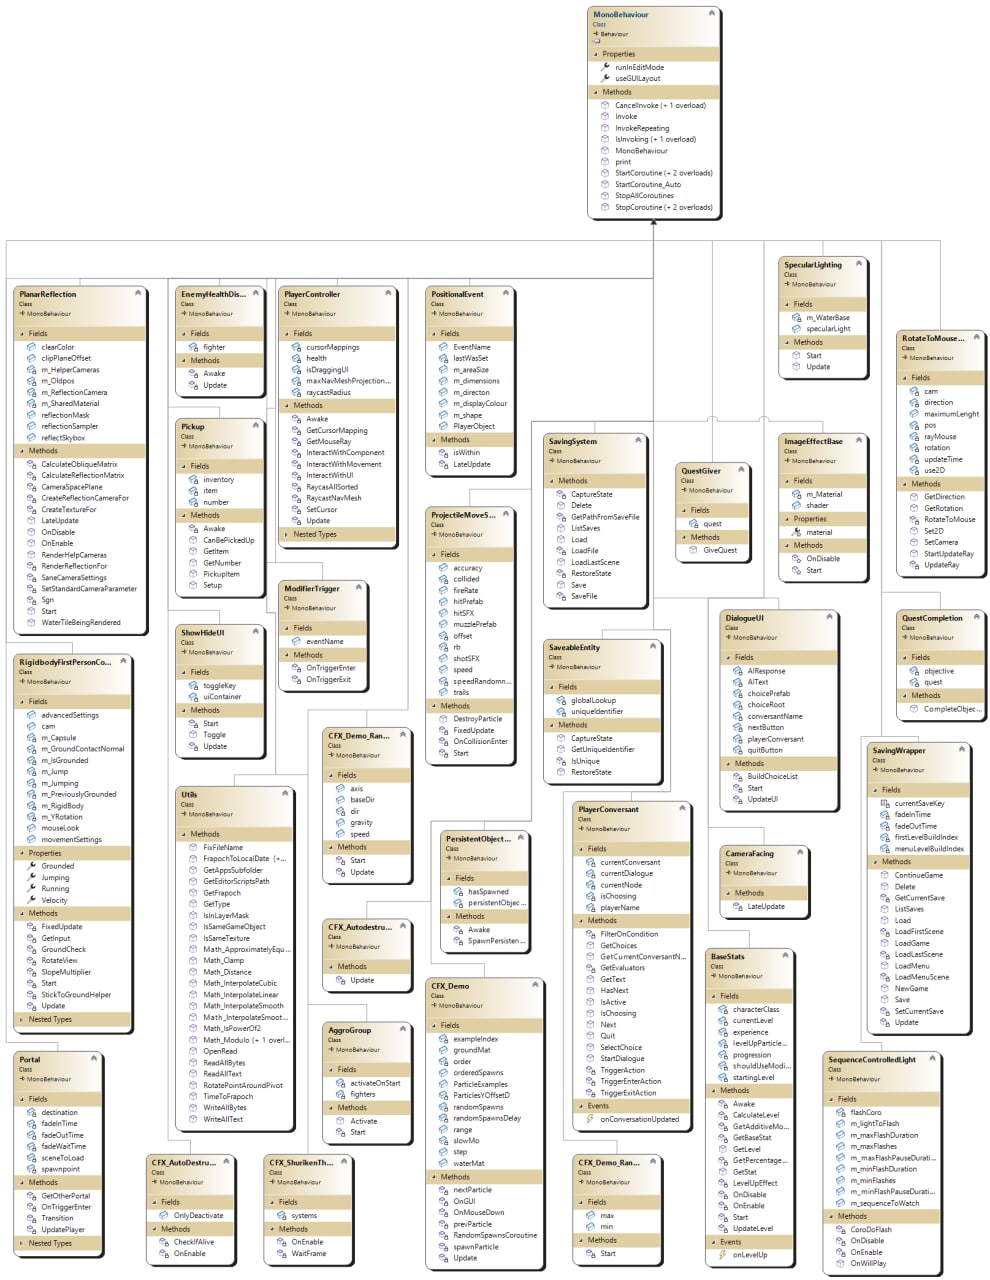 MonoBehaviour
Class
Behaviour
Properties
runInEditMode
useGUILayout
Methods
CancelInvoke (+ 1 overload)
Invoke
InvokeRepeating
IsInvoking (+ 1 overload)
MonoBehaviour
print
StartCoroutine (+ 2 overloads)
StartCoroutine_Auto
StopAllCoroutines
StopCoroutine (+ 2 overloads)
PlanarReflection
Class
MonoBehaviour
Fields
clearColor
clipPlaneOffset
m_HelperCameras
m_Oldpos
m_ReflectionCamera
m_SharedMaterial
reflectionMask
reflectionSampler
reflectSkybox
Methods
CalculateObliqueMatrix
CalculateReflectionMatrix
CameraSpacePlane
CreateReflectionCameraFor
CreateTextureFor
LateUpdate
OnDisable
OnEnable
RenderHelpCameras
RenderReflectionFor
SaneCameraSettings
SetStandardCameraParameter
Sgn
Start
WaterTileBeingRendered
RigidbodyFirstPersonCo...
Class
MonoBehaviour
Fields
advancedSettings
cam
m_Capsule
m_GroundContactNormal
m_IsGrounded
m_Jump
m_Jumping
m_PreviouslyGrounded
m_RigidBody
m_YRotation
mouseLook
movementSettings
Properties
Grounded
Jumping
Running
Velocity
Methods
FixedUpdate
GetInput
GroundCheck
RotateView
SlopeMultiplier
Start
StickToGroundHelper
Update
Nested Types
Portal
Class
MonoBehaviour
Fields
destination
fadeInTime
fadeOutTime
fadeWaitTime
sceneToLoad
spawnpoint
Methods
GetOtherPortal
OnTriggerEnter
Transition
UpdatePlayer
Nested Types
EnemyHealthDis...
Class
MonoBehaviour
Fields
fighter
Methods
Awake
Update
Pickup
Class
MonoBehaviour
Fields
inventory
item
number
Methods
Awake
CanBePickedUp
GetItem
GetNumber
PickupItem
Setup
ShowHideUI
Class
MonoBehaviour
Fields
toggleKey
uiContainer
Methods
Start
Toggle
Update
Utils
Class
MonoBehaviour
Methods
FixFileName
FrapochToLocalDate (+...
GetAppsSubfolder
GetEditorScriptsPath
GetFrapoch
GetType
IsInLayerMask
IsSameGameObject
IsSameTexture
Math_ApproximatelyEqu...
Math_Clamp
Math_Distance
Math_InterpolateCubic
Math_InterpolateLinear
Math_InterpolateSmooth
Math_InterpolateSmoot...
Math_IsPowerOf2
Math_Modulo (+ 1 overl...
OpenRead
ReadAllBytes
ReadAllText
RotatePointAroundPivot
TimeToFrapoch
WriteAllBytes
WriteAllText
CFX_AutoDestru...
Class
MonoBehaviour
Fields
OnlyDeactivate
Methods
CheckIfAlive
OnEnable
CFX_ShurikenTh...
Class
MonoBehaviour
Fields
systems
Methods
OnEnable
WaitFrame
PlayerController
Class
MonoBehaviour
Fields
cursorMappings
health
isDraggingUI
maxNavMeshProjection...
raycastRadius
Methods
Awake
GetCursorMapping
GetMouseRay
InteractWithComponent
InteractWithMovement
InteractWithUI
RaycasAllSorted
RaycastNavMesh
SetCursor
Update
Nested Types
ModifierTrigger
Class
MonoBehaviour
Fields
eventName
Methods
OnTriggerEnter
OnTriggerExit
CFX_Demo_Ran...
Class
MonoBehaviour
Fields
axis
baseDir
dir
gravity
speed
Methods
Start
Update
CFX_Autodestru...
Class
MonoBehaviour
Methods
Update
AggroGroup
Class
MonoBehaviour
Fields
activateOnStart
fighters
Methods
Activate
Start
PositionalEvent
Class
MonoBehaviour
Fields
EventName
lastWasSet
m_areaSize
m_dimensions
m_directon
m_displayColour
m_shape
PlayerObject
Methods
isWithin
LateUpdate
ProjectileMoveS...
Class
MonoBehaviour
Fields
accuracy
collided
fireRate
hitPrefab
hitSFX
muzzlePrefab
offset
rb
shotSFX
speed
speedRandomn...
trails
Methods
DestroyParticle
FixedUpdate
OnCollisionEnter
Start
PersistentObject...
Class
MonoBehaviour
Fields
hasSpawned
persistentObjec...
Methods
Awake
SpawnPersisten...
CFX_Demo
Class
MonoBehaviour
Fields
exampleIndex
groundMat
order
orderedSpawns
ParticleExamples
ParticlesYOffsetD
randomSpawns
randomSpawnsDelay
range
slowMo
step
waterMat
Methods
nextParticle
OnGUI
OnMouseDown
prevParticle
RandomSpawnsCoroutine
spawnParticle
Update
SavingSystem
Class
MonoBehaviour
Methods
CaptureState
Delete
GetPathFromSaveFile
ListSaves
Load
LoadFile
LoadLastScene
RestoreState
Save
SaveFile
SaveableEntity
Class
MonoBehaviour
Fields
globalLookup
uniqueIdentifier
Methods
CaptureState
GetUniqueIdentifier
IsUnique
RestoreState
PlayerConversant
Class
MonoBehaviour
Fields
currentConversant
currentDialogue
currentNode
isChoosing
playerName
Methods
FilterOnCondition
GetChoices
GetCurrentConversantN...
GetEvaluators
GetText
HasNext
IsActive
IsChoosing
Next
Quit
SelectChoice
StartDialogue
TriggerAction
TriggerEnterAction
TriggerExitAction
Events
onConversationUpdated
CFX_Demo_Ran...
Class
MonoBehaviour
Fields
max
min
Methods
Start
QuestGiver
Class
MonoBehaviour
Fields
quest
Methods
GiveQuest
SpecularLighting
Class
MonoBehaviour
Fields
m_WaterBase
specularLight
Methods
Start
Update
ImageEffectBase
Class
MonoBehaviour
Fields
m_Material
shader
Properties
material
Methods
OnDisable
Start
DialogueUI
Class
MonoBehaviour
Fields
AIResponse
AIText
choicePrefab
choiceRoot
conversantName
nextButton
playerConversant
quitButton
Methods
BuildChoiceList
Start
UpdateUI
CameraFacing
Class
MonoBehaviour
Methods
LateUpdate
BaseStats
Class
MonoBehaviour
Fields
characterClass
currentLevel
experience
levelUpParticle...
progression
shouldUseModi...
startingLevel
Methods
Awake
CalculateLevel
GetAdditiveMo...
GetBaseStat
GetLevel
GetPercentage...
GetStat
LevelUpEffect
OnDisable
OnEnable
Start
UpdateLevel
Events
onLevelUp
RotateToMouse...
Class
MonoBehaviour
Fields
cam
direction
maximumLenght
pos
rayMouse
rotation
updateTime
use2D
Methods
GetDirection
GetRotation
RotateToMouse
Set2D
SetCamera
StartUpdateRay
UpdateRay
QuestCompletion
Class
MonoBehaviour
Fields
objective
quest
Methods
CompleteObjec...
SavingWrapper
Class
MonoBehaviour
Fields
currentSaveKey
fadeInTime
fadeOutTime
firstLevelBuildIndex
menuLevelBuildIndex
Methods
ContinueGame
Delete
GetCurrentSave
ListSaves
Load
LoadFirstScene
LoadGame
LoadLastScene
LoadMenu
LoadMenuScene
NewGame
Save
SetCurrentSave
Update
SequenceControlledLight
Class
MonoBehaviour
Fields
flashCoro
m_lightToFlash
m_maxFlashDuration
m_maxFlashes
m_maxFlashPauseDurati...
m_minFlashDuration
m_minFlashes
m_minFlashPauseDurati...
m_sequenceToWatch
Methods
CoroDoFlash
OnDisable
OnEnable
OnWillPlay